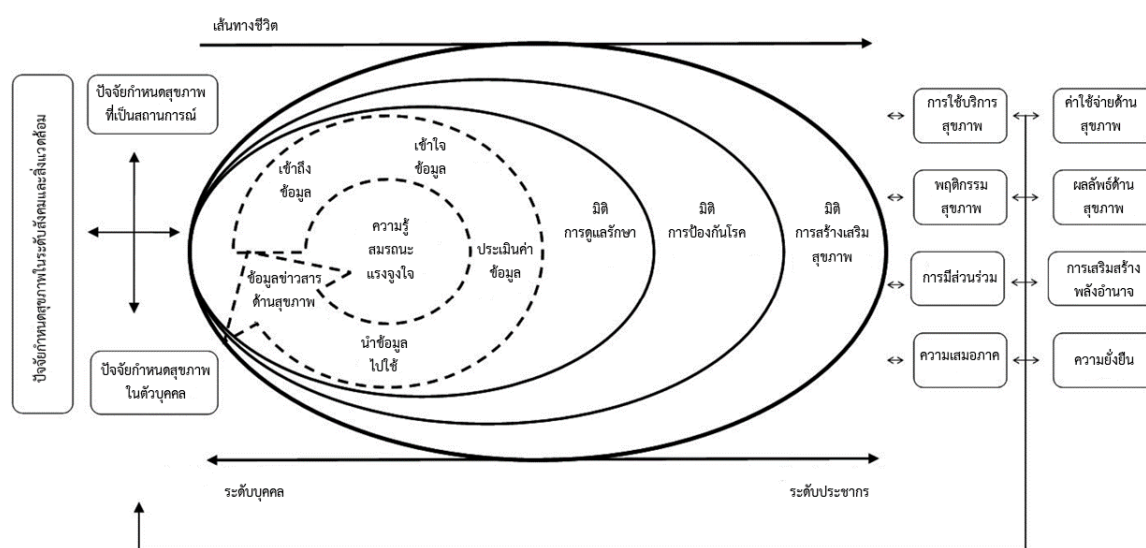 เส้นทางชีวิต
ปัจจัยกำหนดสุขภาพในระดับสังคมและสิ่งแวดล้อม
ปัจจัยกำหนดสุขภาพ
ที่เป็นสถานการณ์
ปัจจัยกำหนดสุขภาพ
ในตัวบุคคล
เข้าถึง
ข้อมูล
เข้าใจ
ข้อมูล
ความรู้
สมรถนะ
แรงจูงใจ
ประเมินค่า
ข้อมูล
ข้อมูลข่าวสาร
ด้านสุขภาพ
นำข้อมูล
ไปใช้
มิติ
การดูแลรักษา
มิติ
การป้องกันโรค
มิติ
การสร้างเสริม
สุขภาพ
การใช้บริการ
สุขภาพ
ค่าใช้จ่ายด้าน
สุขภาพ
พฤติกรรม
สุขภาพ
ผลลัพธ์ด้าน
สุขภาพ
การมีส่วนร่วม
การเสริมสร้าง
พลังอำนาจ
ความเสมอภาค
ความยั่งยืน
ระดับบุคคล
ระดับประชากร